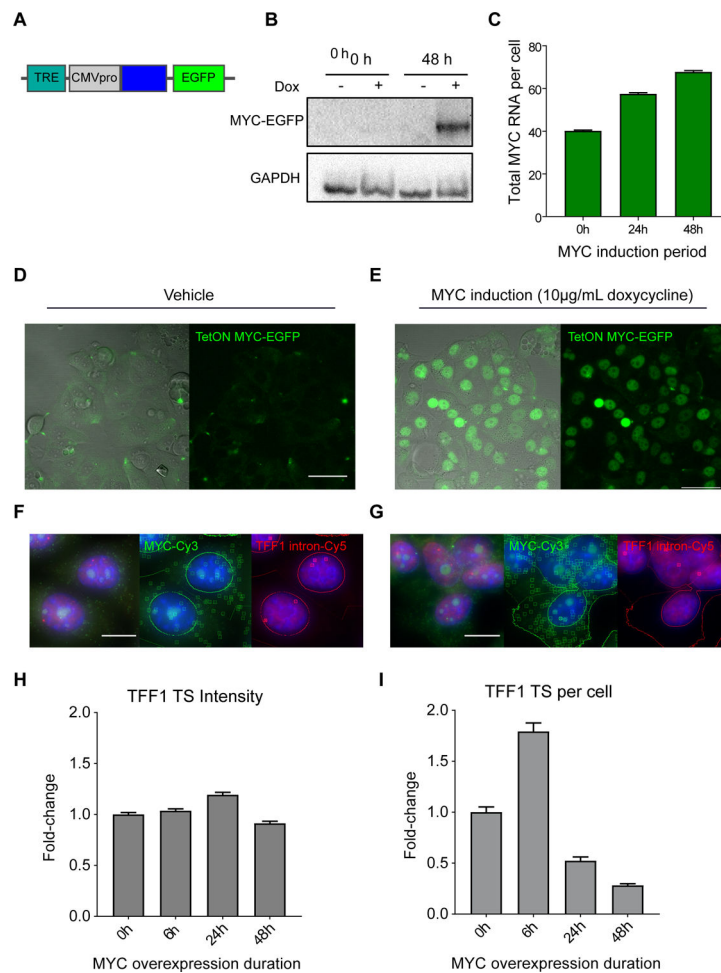 A
TRE CMVpro EGFP
B
0 h 0 h 48 h
Dox - + - +
MYC-EGFP
GAPDH
C
Total MYC RNA per cell
80
60
40
20
0
0h 24h 48h
MYC induction period
D
Vehicle
TetON MYC-EGFP
E
MYC induction (10µg/mL doxycycline)
TetON MYC-EGFP
F
MYC-Cy3 TFF1 intron-Cy5
G
MYC-Cy3 TFF1 intron-Cy5
H
TFF1 TS Intensity
Fold-change
2.0
1.5
1.0
0.5
0.0
0h 6h 24h 48h
MYC overexpression duration
I
TFF1 TS per cell
Fold-change
2.0
1.5
1.0
0.5
0.0
0h 6h 24h 48h
MYC overexpression duration